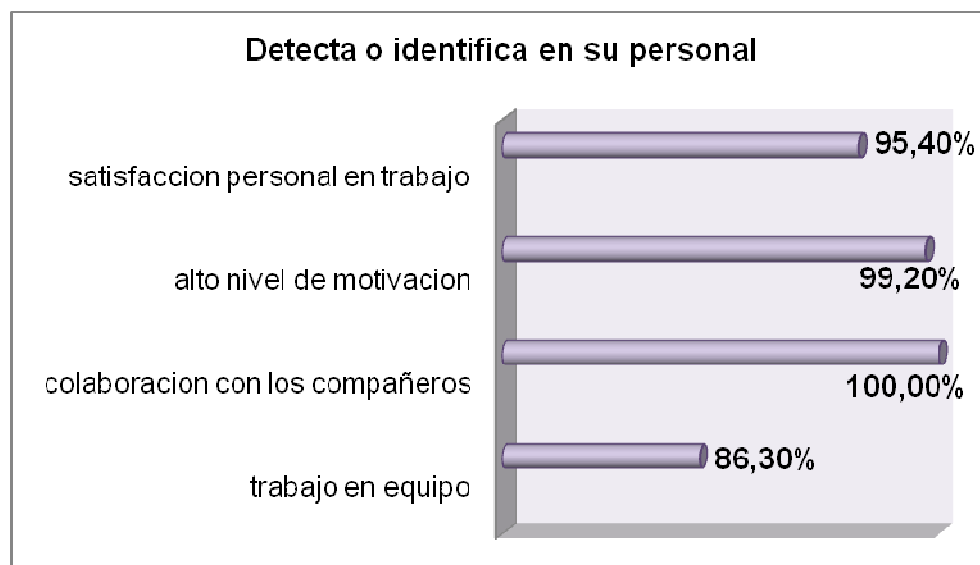 Detecta o identifica en su personal
satisfaccion personal en trabajo
95,40%
alto nivel de motivacion
99,20%
colaboracion con los compañeros
100,00%
trabajo en equipo
86,30%